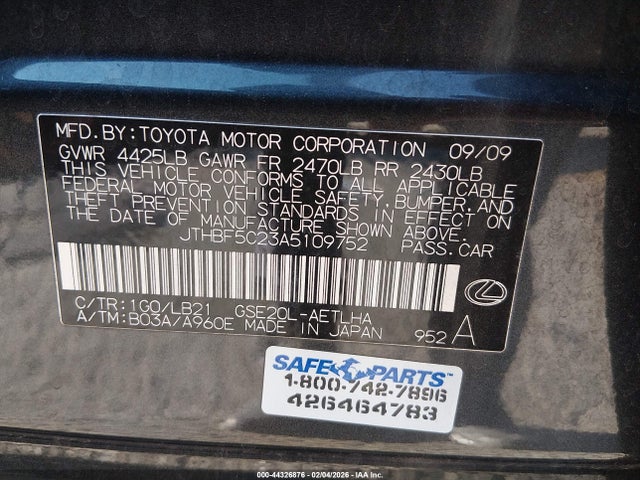 MFD.BY:TOYOTA MOTOR CORPORATION 09/09
GVWR 4425LB GAWR FR 2470LB RR 2430LB
THIS VEHICLE CONFORMS TO ALL APPLICABLE
FEDERAL MOTOR VEHICLE SAFETY,BUMPER,AND
THEFT PREVENTION STANDARDS IN EFFECT ON
THE DATE OF MANUFACTURE SHOWN ABOVE.
JTHBF5C23A5109752 PASS.CAR
C/TR:1G0/LB21 GSE20L-AETLHA
A/TM:B03A/A960E MADE IN JAPAN 952 A
SAFE PARTS™
1-800-742-7896
426464783
000-44326876 - 02/04/2026 - IAA Inc.